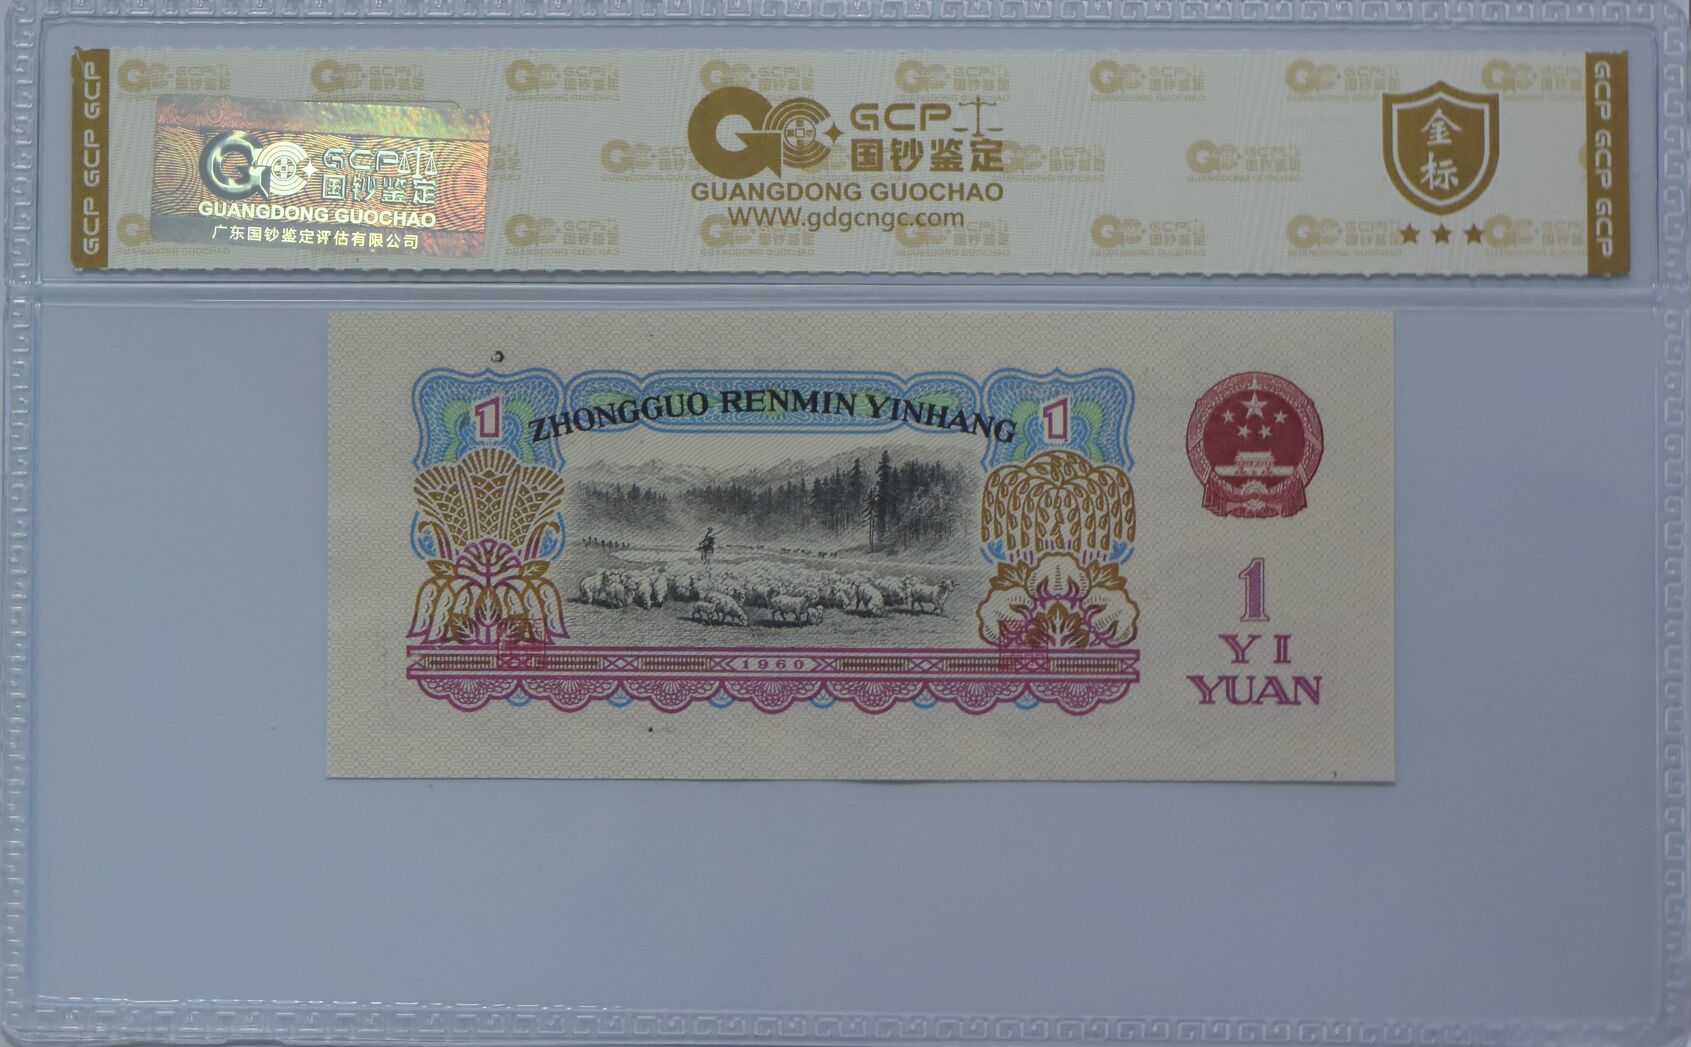 GCP GCP GCP
GCP 国钞鉴定
GUANGDONG GUOCHAO
广东国钞鉴定评估有限公司
GCP
国钞鉴定
GUANGDONG GUOCHAO
WWW.gdgcngc.com
金标
GCP GCP GCP
1 ZHONGGUO RENMIN YINHANG 1
1960
1
YI
YUAN